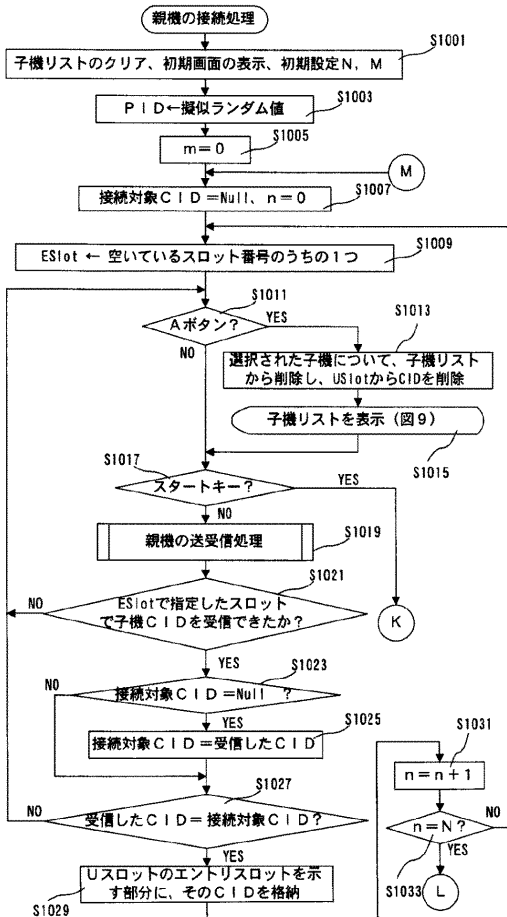 親機の接続処理
S1001
子機リストのクリア、初期画面の表示、初期設定N，M
S1003
PID←擬似ランダム値
S1005
m=0
M
S1007
接続対象CID=Null、n=0
S1009
ESlot ← 空いているスロット番号のうちの1つ
S1011
Aボタン?
YES
NO
S1013
選択された子機について、子機リスト
から削除し、USlotからCIDを削除
子機リストを表示（図9）
S1015
S1017
スタートキー?
YES
NO
親機の送受信処理
S1019
S1021
NO
ESlotで指定したスロット
で子機CIDを受信できたか?
K
YES
S1023
NO
接続対象CID=Null ?
YES
S1025
接続対象CID=受信したCID
S1031
n=n+1
S1027
NO
受信したCID=接続対象CID?
n=N?
NO
YES
YES
S1033
Uスロットのエントリスロットを示
す部分に、そのCIDを格納
L
S1029